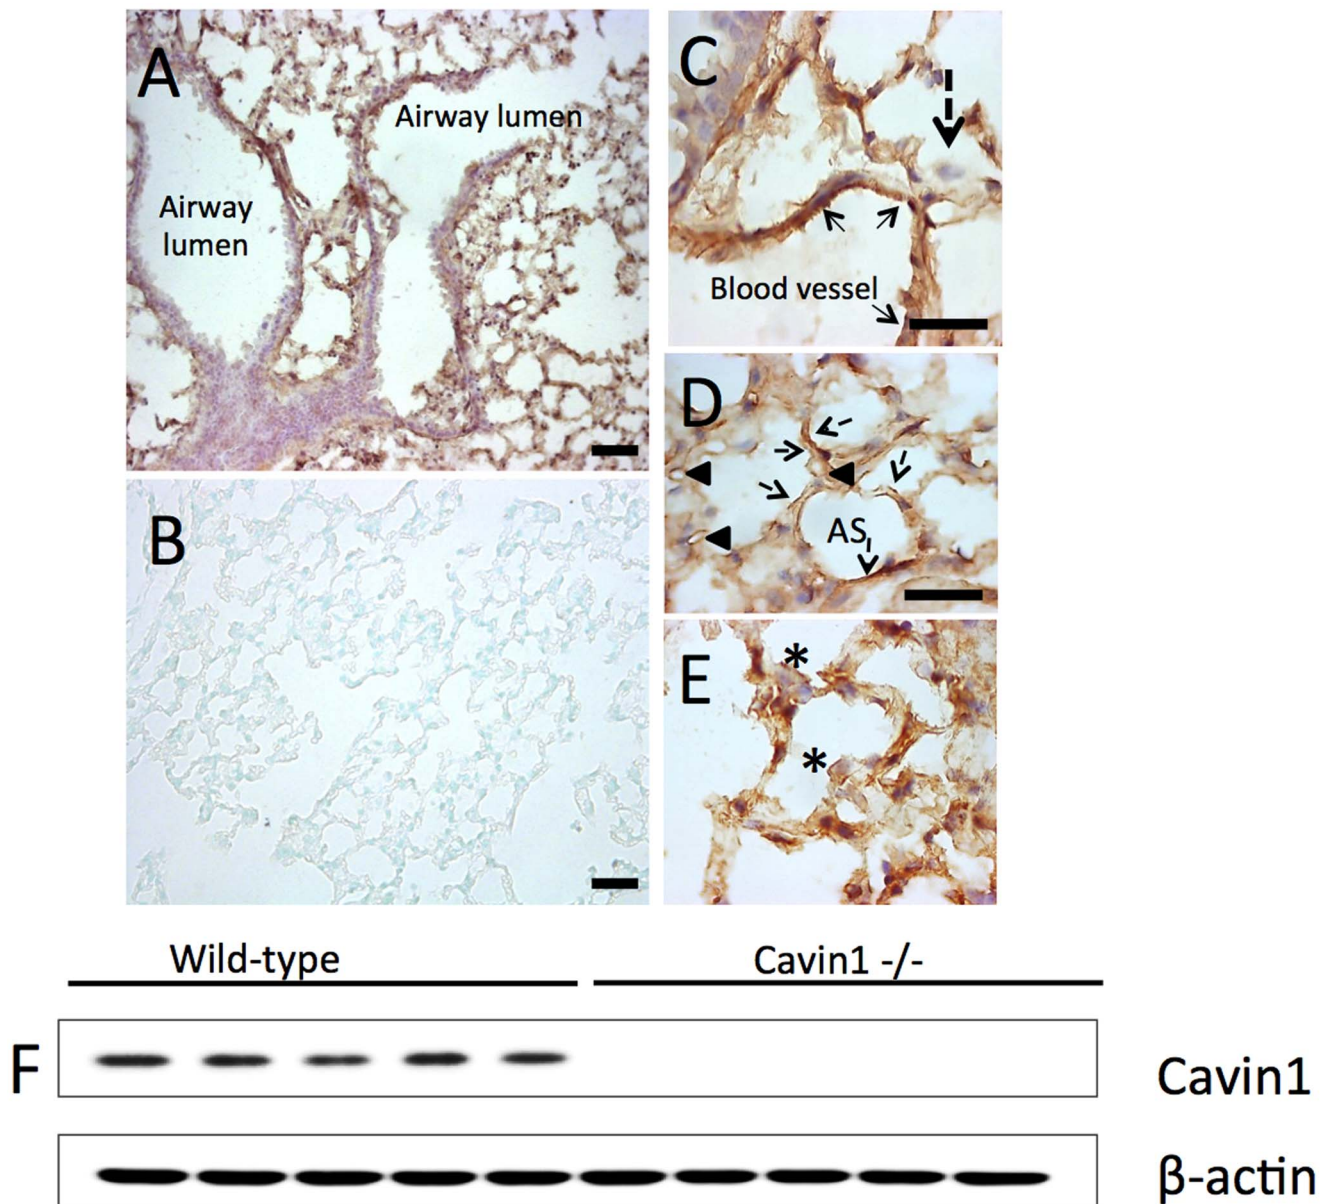 A
Airway lumen
Airway
lumen
B
C
Blood vessel
D
AS
E
*
*
Wild-type
Cavin1 -/-
F
Cavin1
β-actin